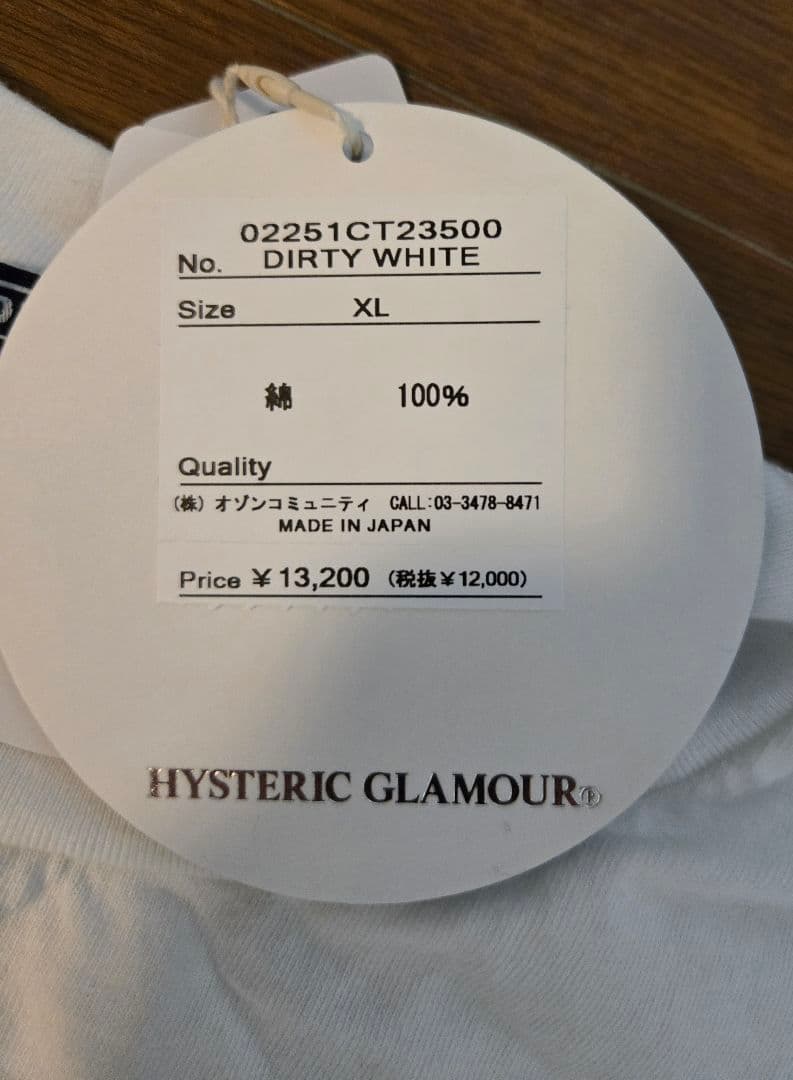 02251CT23500
No. DIRTY WHITE
Size XL
綿 100%
Quality
(株) オゾンコミュニティ CALL:03-3478-8471
MADE IN JAPAN
Price ¥13,200 (税抜¥12,000)
HYSTERIC GLAMOUR®